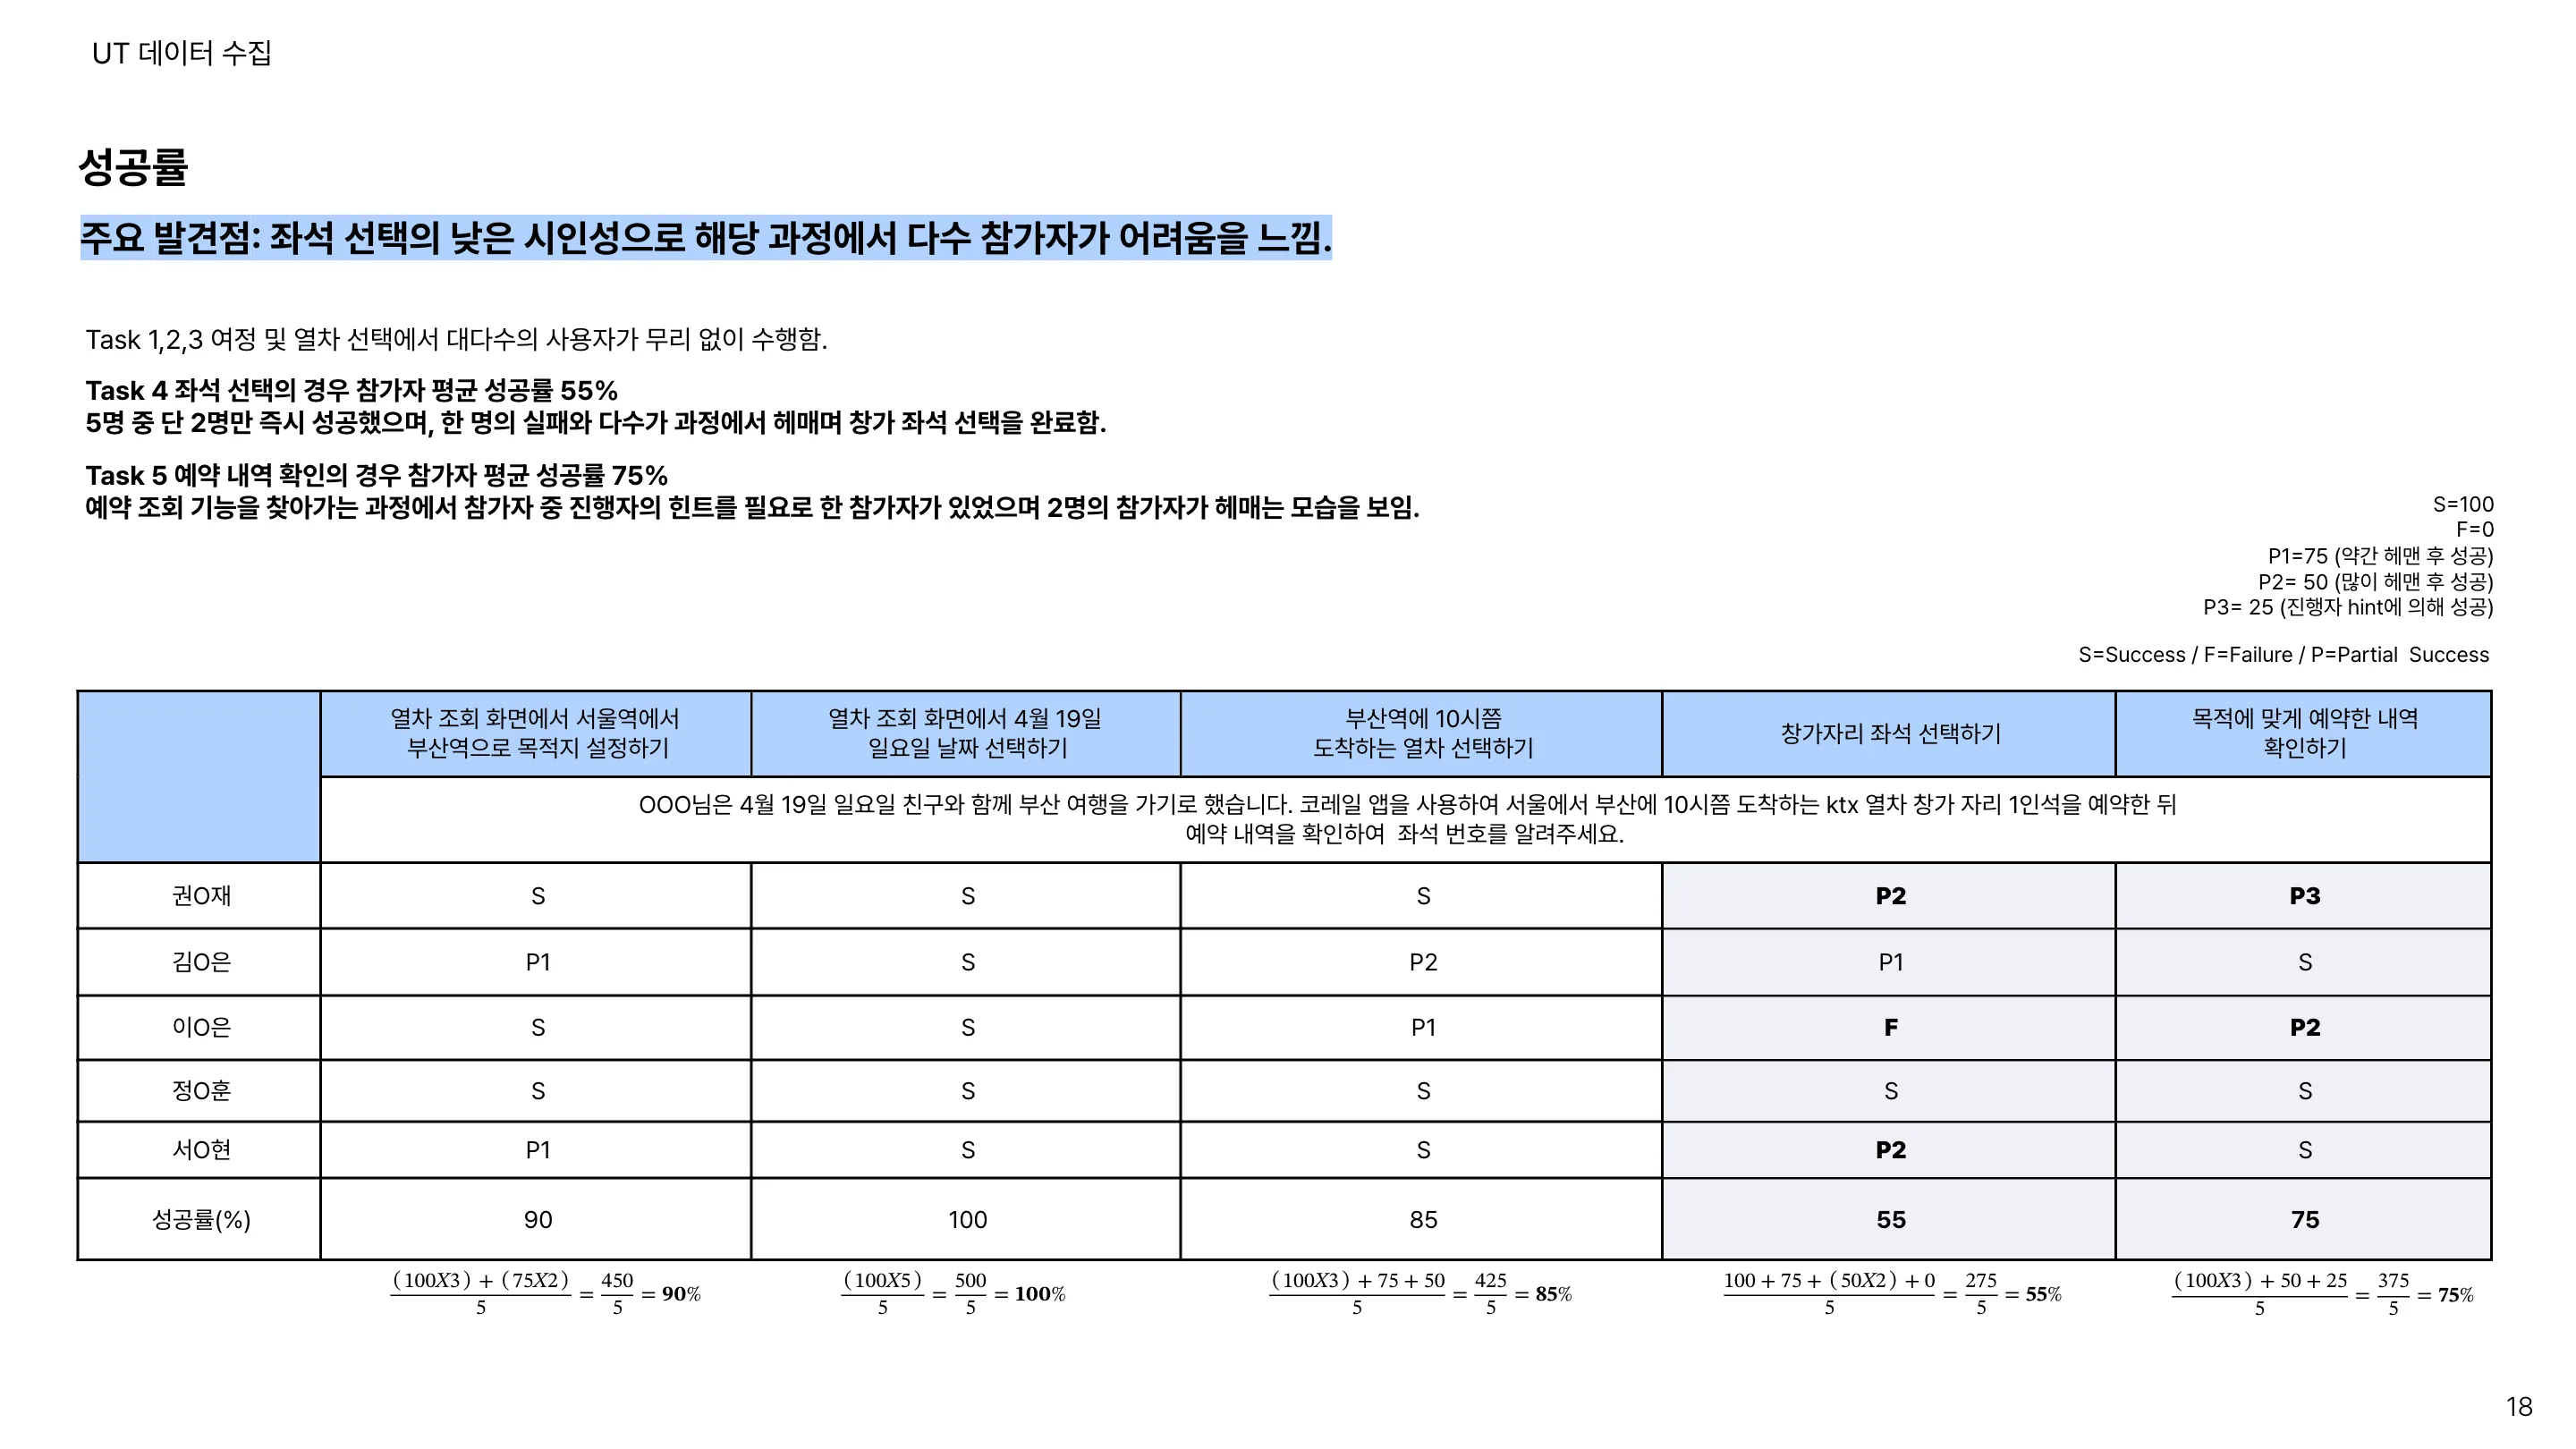 UT 데이터 수집
성공률
주요 발견점: 좌석 선택의 낮은 시인성으로 해당 과정에서 다수 참가자가 어려움을 느낌.
Task 1,2,3 여정 및 열차 선택에서 대다수의 사용자가 무리 없이 수행함.
Task 4 좌석 선택의 경우 참가자 평균 성공률 55%
5명 중 단 2명만 즉시 성공했으며, 한 명의 실패와 다수가 과정에서 헤매며 창가 좌석 선택을 완료함.
Task 5 예약 내역 확인의 경우 참가자 평균 성공률 75%
예약 조회 기능을 찾아가는 과정에서 참가자 중 진행자의 힌트를 필요로 한 참가자가 있었으며 2명의 참가자가 헤매는 모습을 보임.
S=100
F=0
P1=75 (약간 헤맨 후 성공)
P2= 50 (많이 헤맨 후 성공)
P3= 25 (진행자 hint에 의해 성공)
S=Success / F=Failure / P=Partial Success
열차 조회 화면에서 서울역에서
부산역으로 목적지 설정하기
열차 조회 화면에서 4월 19일
일요일 날짜 선택하기
부산역에 10시쯤
도착하는 열차 선택하기
창가자리 좌석 선택하기
목적에 맞게 예약한 내역
확인하기
OOO님은 4월 19일 일요일 친구와 함께 부산 여행을 가기로 했습니다. 코레일 앱을 사용하여 서울에서 부산에 10시쯤 도착하는 ktx 열차 창가 자리 1인석을 예약한 뒤
예약 내역을 확인하여 좌석 번호를 알려주세요.
권O재 S S S P2 P3
김O은 P1 S P2 P1 S
이O은 S S P1 F P2
정O훈 S S S S S
서O현 P1 S S P2 S
성공률(%) 90 100 85 55 75
(100X3) + (75X2) / 5 = 450 / 5 = 90%
(100X5) / 5 = 500 / 5 = 100%
(100X3) + 75 + 50 / 5 = 425 / 5 = 85%
100 + 75 + (50X2) + 0 / 5 = 275 / 5 = 55%
(100X3) + 50 + 25 / 5 = 375 / 5 = 75%
18